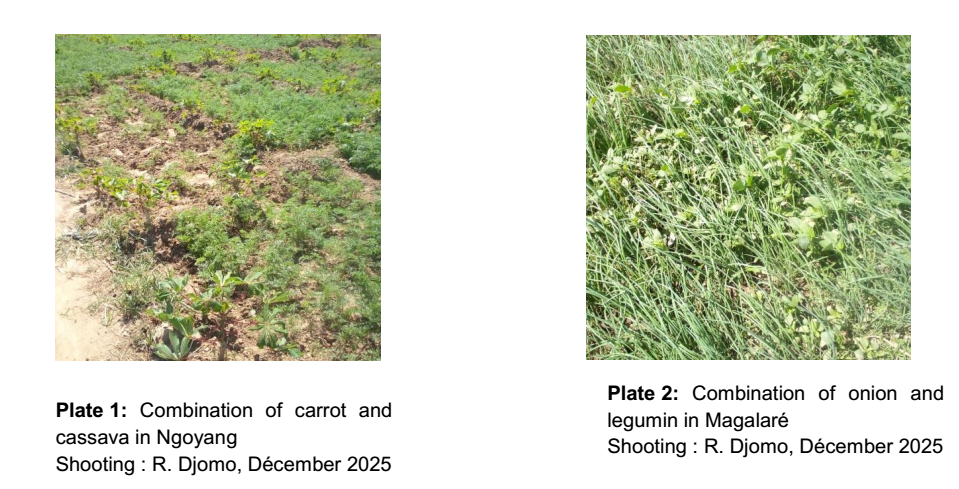 Plate 1: Combination of carrot and
cassava in Ngoyang
Shooting : R. Djomo, Décember 2025
Plate 2: Combination of onion and
legumin in Magalaré
Shooting : R. Djomo, Décember 2025